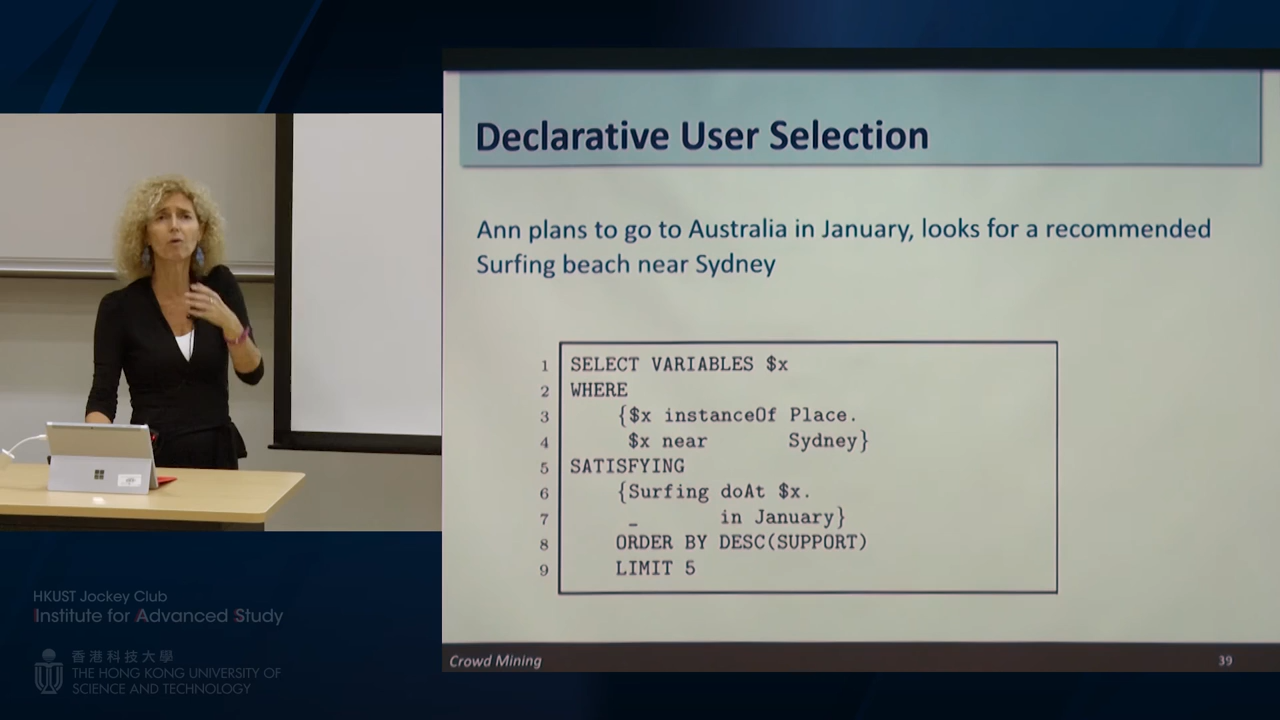 Declarative User Selection
Ann plans to go to Australia in January, looks for a recommended
Surfing beach near Sydney
1 SELECT VARIABLES $x
2 WHERE
3 {$x instanceOf Place.
4 $x near Sydney}
5 SATISFYING
6 {Surfing doAt $x.
7 _ in January}
8 ORDER BY DESC(SUPPORT)
9 LIMIT 5
Crowd Mining
39
HKUST Jockey Club
Institute for Advanced Study
香港科技大學
THE HONG KONG UNIVERSITY OF
SCIENCE AND TECHNOLOGY